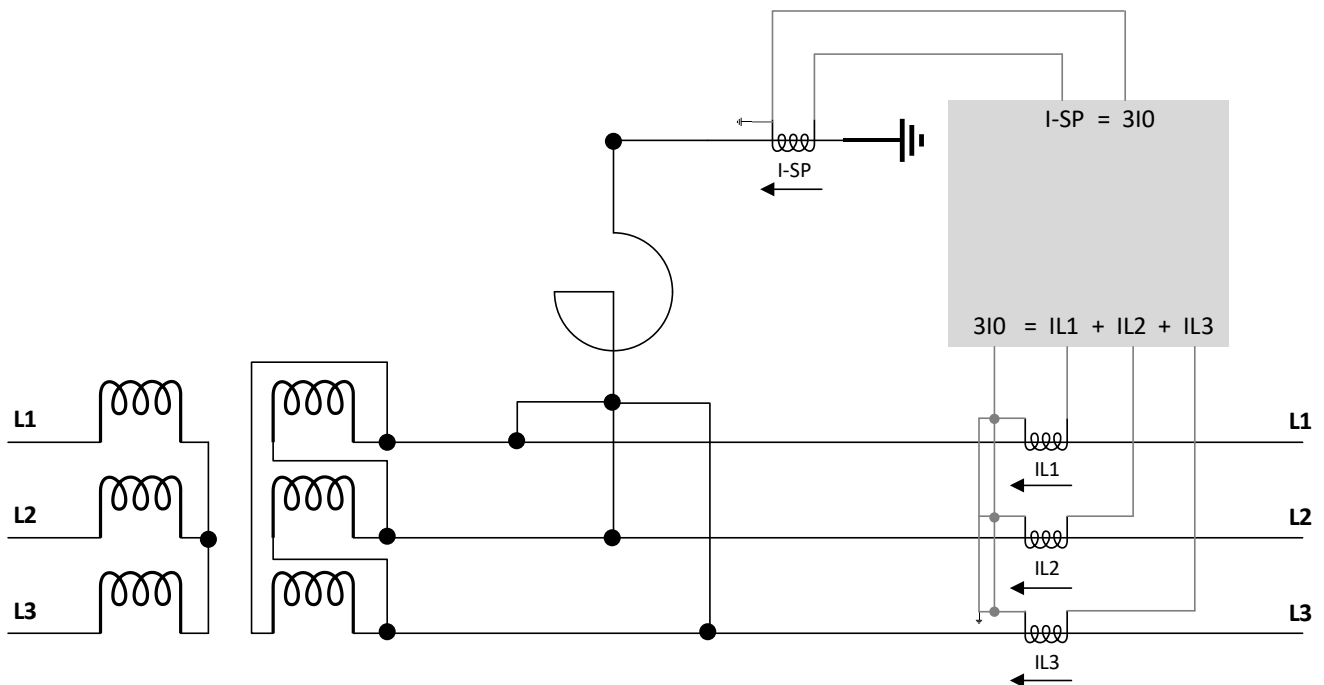 I-SP = 3I0
I-SP
3I0 = IL1 + IL2 + IL3
L1
L1
IL1
L2
L2
IL2
L3
L3
IL3